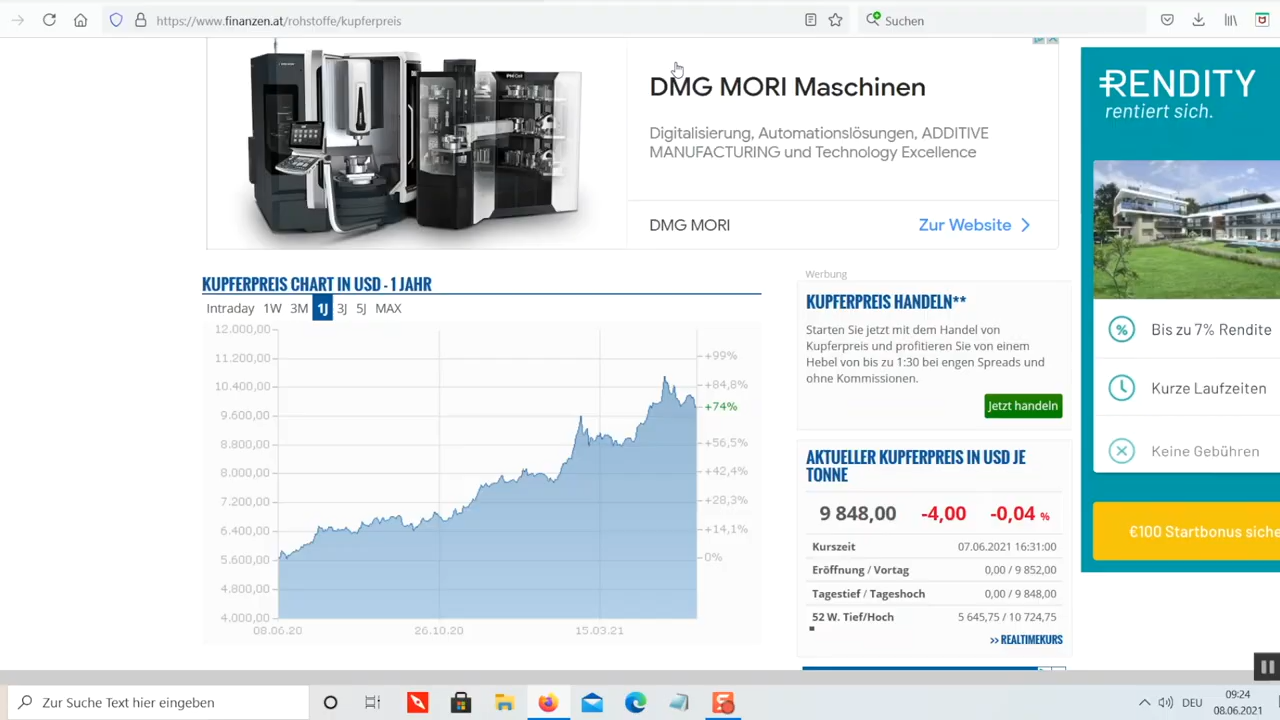 https://www.finanzen.at/rohstoffe/kupferpreis
Suchen
DMG MORI Maschinen
Digitalisierung, Automationslösungen, ADDITIVE
MANUFACTURING und Technology Excellence
DMG MORI
Zur Website
RENDITY
rentiert sich.
Bis zu 7% Rendite
Kurze Laufzeiten
Keine Gebühren
€100 Startbonus siche
KUPFERPREIS CHART IN USD - 1 JAHR
Intraday 1W 3M 1J 3J 5J MAX
12.000,00
11.200,00
10.400,00
9.600,00
8.800,00
8.000,00
7.200,00
6.400,00
5.600,00
4.800,00
4.000,00
+99%
+84,8%
+74%
+56,5%
+42,4%
+28,3%
+14,1%
0%
08.06.20 26.10.20 15.03.21
Werbung
KUPFERPREIS HANDELN**
Starten Sie jetzt mit dem Handel von
Kupferpreis und profitieren Sie von einem
Hebel von bis zu 1:30 bei engen Spreads und
ohne Kommissionen.
Jetzt handeln
AKTUELLER KUPFERPREIS IN USD JE
TONNE
9 848,00 -4,00 -0,04 %
Kurszeit 07.06.2021 16:31:00
Eröffnung / Vortag 0,00 / 9 852,00
Tagestief / Tageshoch 0,00 / 9 848,00
52 W. Tief/Hoch 5 645,75 / 10 724,75
>> REALTIMEKURS
Zur Suche Text hier eingeben
DEU
09:24
08.06.2021